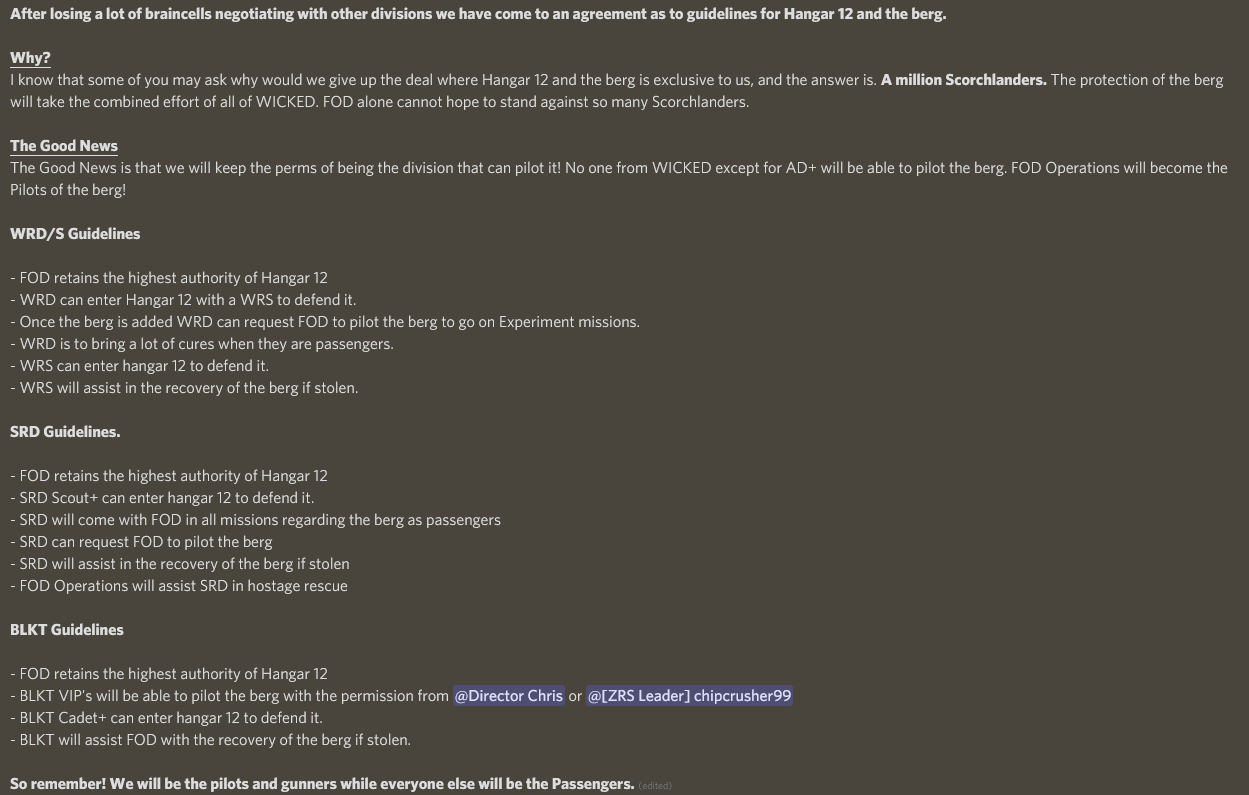 After losing a lot of braincells negotiating with other divisions we have come to an agreement as to guidelines for Hangar 12 and the berg.
Why?
I know that some of you may ask why would we give up the deal where Hangar 12 and the berg is exclusive to us, and the answer is. A million Scorchlanders. The protection of the berg
will take the combined effort of all of WICKED. FOD alone cannot hope to stand against so many Scorchlanders.
The Good News
The Good News is that we will keep the perms of being the division that can pilot it! No one from WICKED except for AD+ will be able to pilot the berg. FOD Operations will become the
Pilots of the berg!
WRD/S Guidelines
- FOD retains the highest authority of Hangar 12
- WRD can enter Hangar 12 with a WRS to defend it.
- Once the berg is added WRD can request FOD to pilot the berg to go on Experiment missions.
- WRD is to bring a lot of cures when they are passengers.
- WRS can enter hangar 12 to defend it.
- WRS will assist in the recovery of the berg if stolen.
SRD Guidelines.
- FOD retains the highest authority of Hangar 12
- SRD Scout+ can enter hangar 12 to defend it.
- SRD will come with FOD in all missions regarding the berg as passengers
- SRD can request FOD to pilot the berg
- SRD will assist in the recovery of the berg if stolen
- FOD Operations will assist SRD in hostage rescue
BLKT Guidelines
- FOD retains the highest authority of Hangar 12
- BLKT VIP's will be able to pilot the berg with the permission from @Director Chris or @[ZRS Leader] chipcrusher99
- BLKT Cadet+ can enter hangar 12 to defend it.
- BLKT will assist FOD with the recovery of the berg if stolen.
So remember! We will be the pilots and gunners while everyone else will be the Passengers. (edited)